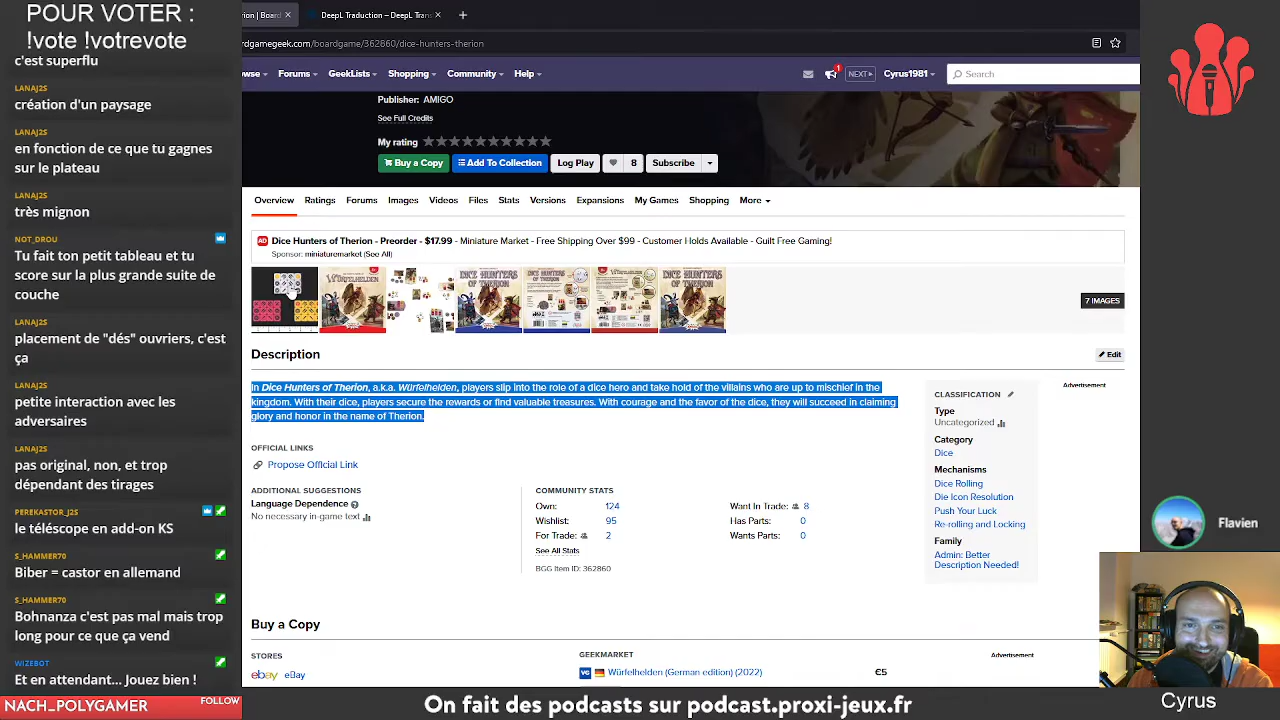 POUR VOTER :
!vote !votrevote
c'est superflu
LANAJ2S
création d'un paysage
LANAJ2S
en fonction de ce que tu gagnes
sur le plateau
LANAJ2S
très mignon
NOT_DROU
Tu fait ton petit tableau et tu
score sur la plus grande suite de
couche
LANAJ2S
placement de "dés" ouvriers, c'est
ça
LANAJ2S
petite interaction avec les
adversaires
LANAJ2S
pas original, non, et trop
dépendant des tirages
PEREKASTOR_J2S
le téléscope en add-on KS
S_HAMMER70
Biber = castor en allemand
S_HAMMER70
Bohnanza c'est pas mal mais trop
long pour ce que ça vend
WIZEBOT
Et en attendant... Jouez bien !
NACH_POLYGAMER FOLLOW
DeepL Traduction – DeepL Trans
rdgamegeek.com/boardgame/362860/dice-hunters-therion
Forums GeekLists Shopping Community Help 1 NEXT Cyrus1981 Search
Publisher: AMIGO
See Full Credits
My rating
Buy a Copy Add To Collection Log Play 8 Subscribe
Overview Ratings Forums Images Videos Files Stats Versions Expansions My Games Shopping More
AD Dice Hunters of Therion - Preorder - $17.99 - Miniature Market - Free Shipping Over $99 - Customer Holds Available - Guilt Free Gaming!
Sponsor: miniaturemarket (See All)
7 IMAGES
Description
Edit
In Dice Hunters of Therion, a.k.a. Würfelhelden, players slip into the role of a dice hero and take hold of the villains who are up to mischief in the
kingdom. With their dice, players secure the rewards or find valuable treasures. With courage and the favor of the dice, they will succeed in claiming
glory and honor in the name of Therion.
OFFICIAL LINKS
Propose Official Link
ADDITIONAL SUGGESTIONS
Language Dependence
No necessary in-game text
COMMUNITY STATS
Own: 124
Wishlist: 95
For Trade: 2
See All Stats
BGG Item ID: 362860
Want In Trade: 8
Has Parts: 0
Wants Parts: 0
CLASSIFICATION
Type
Uncategorized
Category
Dice
Mechanisms
Dice Rolling
Die Icon Resolution
Push Your Luck
Re-rolling and Locking
Family
Admin: Better
Description Needed!
Advertisement
Buy a Copy
STORES
ebay eBay
GEEKMARKET
Würfelhelden (German edition) (2022) €5
Advertisement
Flavien
On fait des podcasts sur podcast.proxi-jeux.fr
Cyrus